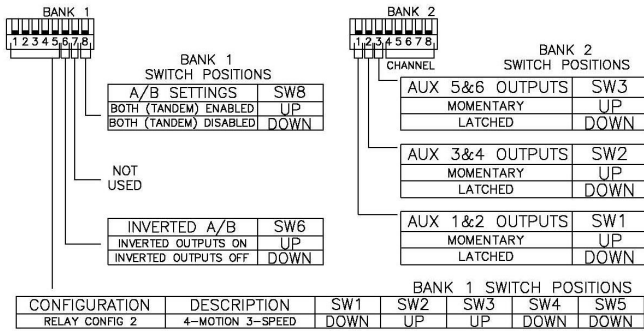 BANK 1
1 2 3 4 5 6 7 8
BANK 1
SWITCH POSITIONS
A/B SETTINGS SW8
BOTH (TANDEM) ENABLED UP
BOTH (TANDEM) DISABLED DOWN
NOT
USED
INVERTED A/B SW6
INVERTED OUTPUTS ON UP
INVERTED OUTPUTS OFF DOWN
BANK 2
1 2 3 4 5 6 7 8
CHANNEL
BANK 2
SWITCH POSITIONS
AUX 5&6 OUTPUTS SW3
MOMENTARY UP
LATCHED DOWN
AUX 3&4 OUTPUTS SW2
MOMENTARY UP
LATCHED DOWN
AUX 1&2 OUTPUTS SW1
MOMENTARY UP
LATCHED DOWN
BANK 1 SWITCH POSITIONS
CONFIGURATION DESCRIPTION SW1 SW2 SW3 SW4 SW5
RELAY CONFIG 2 4-MOTION 3-SPEED DOWN UP UP DOWN DOWN